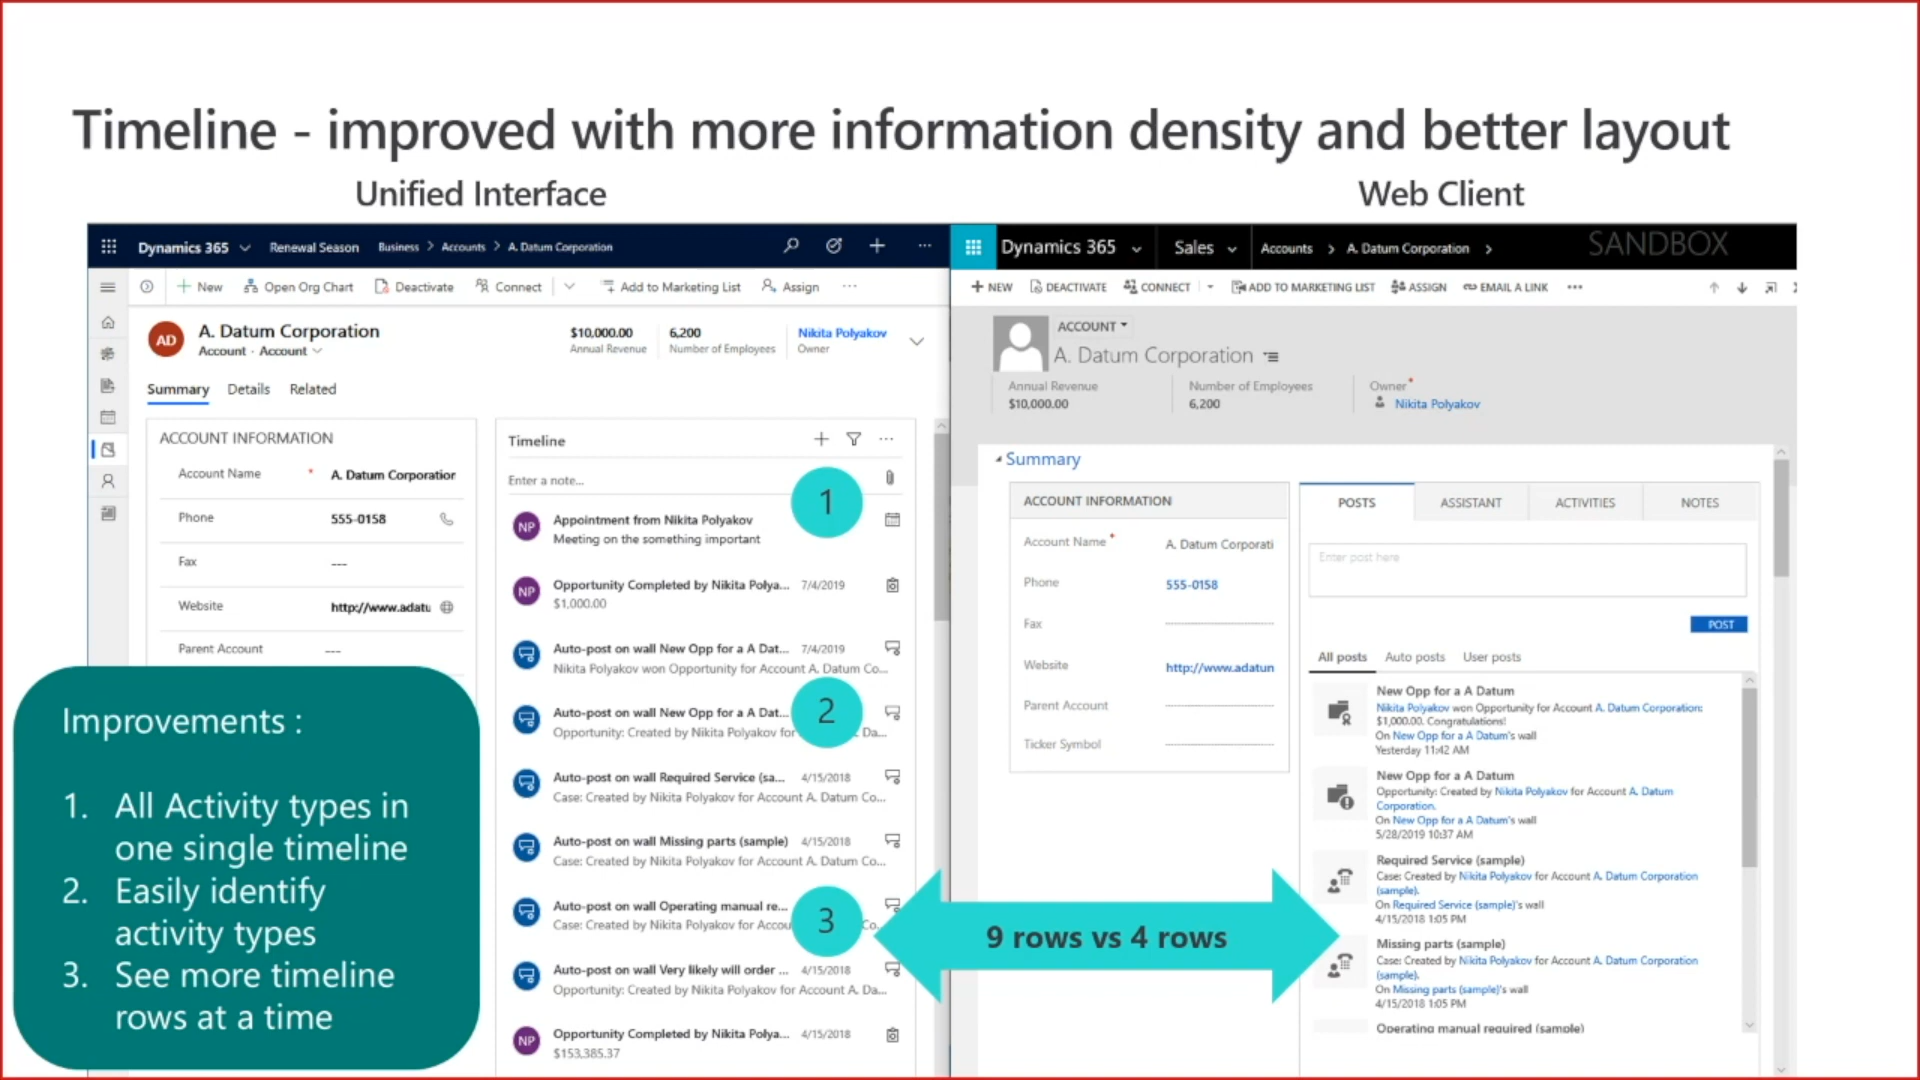 Timeline - improved with more information density and better layout
Unified Interface
Web Client
Dynamics 365
Renewal Season
Business > Accounts > A. Datum Corporation
New
Open Org Chart
Deactivate
Connect
Add to Marketing List
Assign
AD
A. Datum Corporation
Account · Account
$10,000.00
Annual Revenue
6,200
Number of Employees
Nikita Polyakov
Owner
Summary
Details
Related
ACCOUNT INFORMATION
Account Name * A. Datum Corporation
Phone 555-0158
Fax ---
Website http://www.adatu
Parent Account ---
Timeline
Enter a note...
NP
Appointment from Nikita Polyakov
Meeting on the something important
NP
Opportunity Completed by Nikita Polya... 7/4/2019
$1,000.00
Auto-post on wall New Opp for a A Dat... 7/4/2019
Nikita Polyakov won Opportunity for Account A. Datum Co...
Auto-post on wall New Opp for a A Dat...
Opportunity: Created by Nikita Polyakov for Da...
Auto-post on wall Required Service (sa... 4/15/2018
Case: Created by Nikita Polyakov for Account A. Datum Co...
Auto-post on wall Missing parts (sample) 4/15/2018
Case: Created by Nikita Polyakov for Account A. Datum Co...
Auto-post on wall Operating manual re...
Case: Created by Nikita Polyakov for Accou Co...
Auto-post on wall Very likely will order ... 4/15/2018
Opportunity: Created by Nikita Polyakov for Account A. Da...
NP
Opportunity Completed by Nikita Polya... 4/15/2018
$153,385.37
1
2
3
Improvements :
1. All Activity types in
one single timeline
2. Easily identify
activity types
3. See more timeline
rows at a time
9 rows vs 4 rows
Dynamics 365
Sales
Accounts > A. Datum Corporation >
SANDBOX
NEW
DEACTIVATE
CONNECT
ADD TO MARKETING LIST
ASSIGN
EMAIL A LINK
ACCOUNT
A. Datum Corporation
Annual Revenue
$10,000.00
Number of Employees
6,200
Owner *
Nikita Polyakov
Summary
ACCOUNT INFORMATION
Account Name * A. Datum Corporati
Phone 555-0158
Fax
Website http://www.adatun
Parent Account
Ticker Symbol
POSTS
ASSISTANT
ACTIVITIES
NOTES
Enter post here
POST
All posts
Auto posts
User posts
New Opp for a A Datum
Nikita Polyakov won Opportunity for Account A. Datum Corporation:
$1,000.00. Congratulations!
On New Opp for a A Datum's wall
Yesterday 11:42 AM
New Opp for a A Datum
Opportunity: Created by Nikita Polyakov for Account A. Datum
Corporation.
On New Opp for a A Datum's wall
5/28/2019 10:37 AM
Required Service (sample)
Case: Created by Nikita Polyakov for Account A. Datum Corporation
(sample).
On Required Service (sample)'s wall
4/15/2018 1:05 PM
Missing parts (sample)
Case: Created by Nikita Polyakov for Account A. Datum Corporation
(sample).
On Missing parts (sample)'s wall
4/15/2018 1:05 PM
Operating manual required (sample)